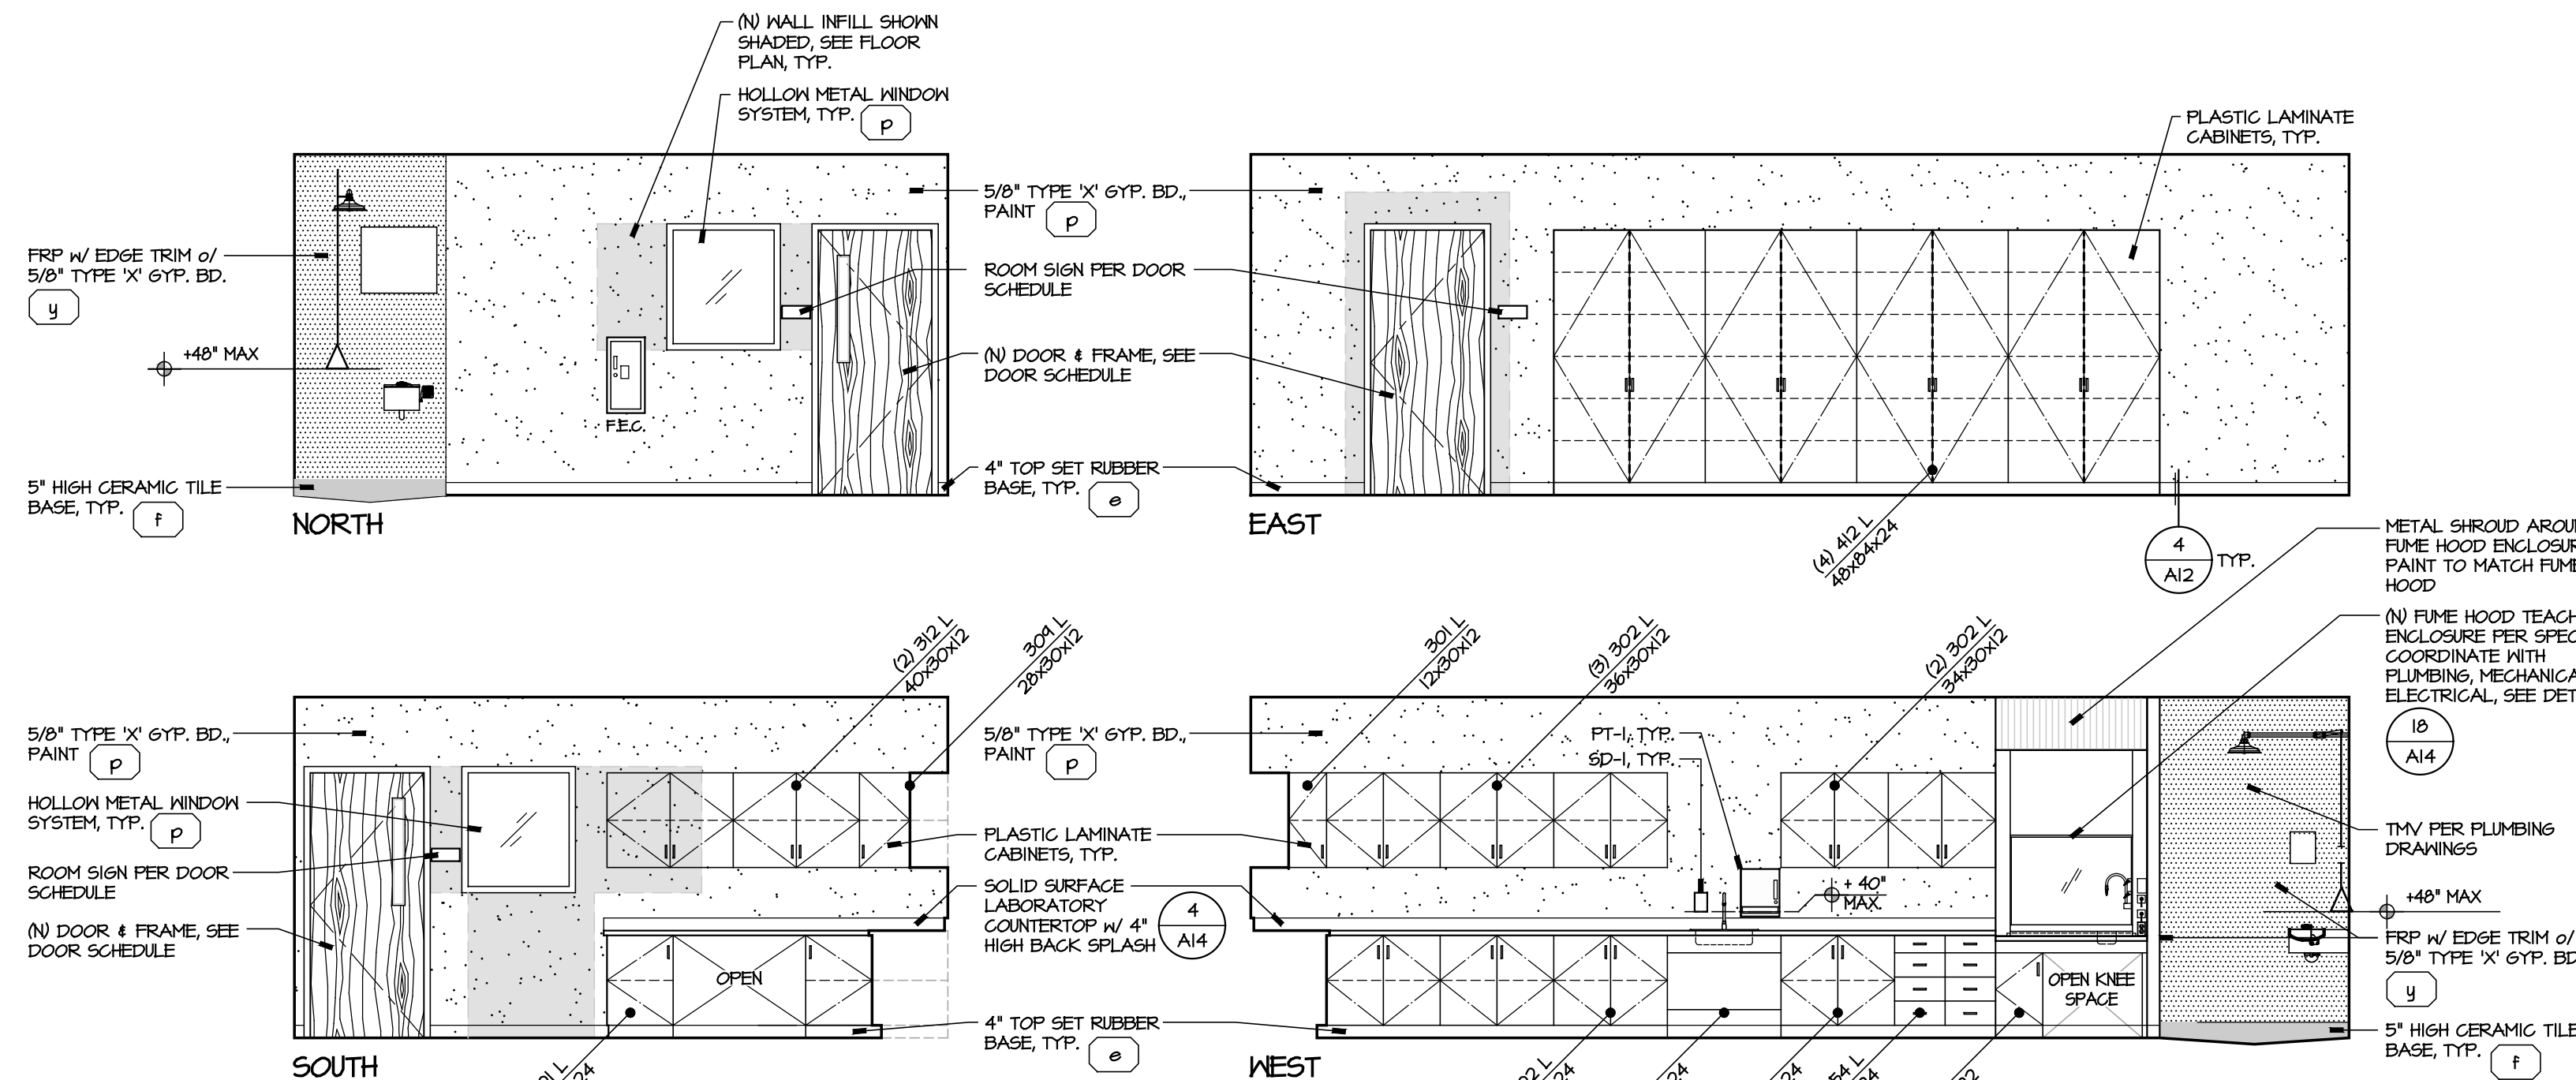 (N) WALL INFILL SHOWN
SHADED, SEE FLOOR
PLAN, TYP.
HOLLOW METAL WINDOW
SYSTEM, TYP.
p
FRP w/ EDGE TRIM o/
5/8" TYPE 'X' GYP. BD.
y
+48" MAX
5" HIGH CERAMIC TILE
BASE, TYP.
f
F.E.C.
NORTH
5/8" TYPE 'X' GYP. BD.,
PAINT
p
ROOM SIGN PER DOOR
SCHEDULE
(N) DOOR & FRAME, SEE
DOOR SCHEDULE
4" TOP SET RUBBER
BASE, TYP.
e
PLASTIC LAMINATE
CABINETS, TYP.
EAST
(4) 412 L
48x84x24
4
A12
TYP.
METAL SHROUD
FUME HOOD
PAINT TO MATCH
HOOD
(N) FUME HOOD
ENCLOSURE PER
COORDINATE WITH
PLUMBING,
ELECTRICAL, SEE
18
A14
TMV PER PLUMBING
DRAWINGS
+48" MAX
FRP w/ EDGE TRIM o/
5/8" TYPE 'X' GYP.
y
5" HIGH CERAMIC TILE
BASE, TYP.
f
5/8" TYPE 'X' GYP. BD.,
PAINT
p
HOLLOW METAL WINDOW
SYSTEM, TYP.
p
ROOM SIGN PER DOOR
SCHEDULE
(N) DOOR & FRAME, SEE
DOOR SCHEDULE
(2) 312 L
40x30x12
309 L
28x30x12
OPEN
SOUTH
5/8" TYPE 'X' GYP. BD.,
PAINT
p
PLASTIC LAMINATE
CABINETS, TYP.
SOLID SURFACE
LABORATORY
COUNTERTOP w/ 4"
HIGH BACK SPLASH
4
A14
4" TOP SET RUBBER
BASE, TYP.
e
301 L
12x30x12
(3) 302 L
36x30x12
(2) 302 L
34x30x12
PT-1, TYP.
SD-1, TYP.
+ 40"
MAX.
OPEN KNEE
SPACE
WEST